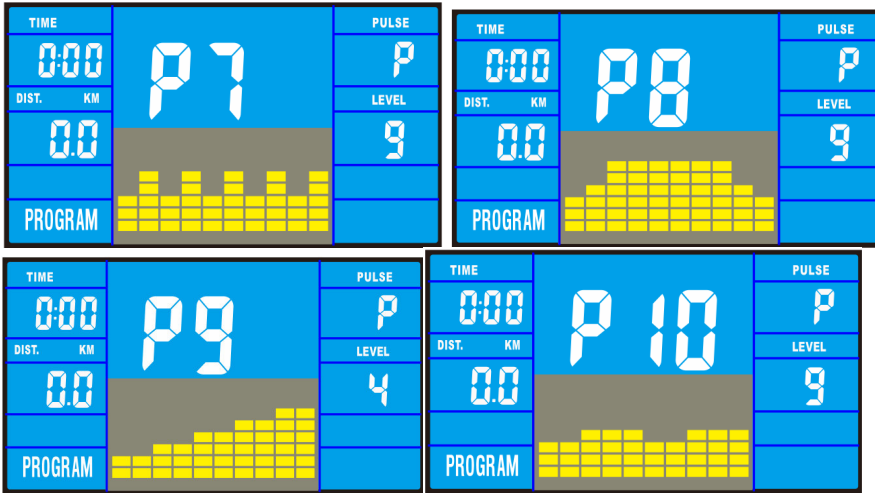 TIME
P7
PULSE
0:00
P
DIST. KM
LEVEL
0.0
9
PROGRAM
TIME
P8
PULSE
0:00
P
DIST. KM
LEVEL
0.0
9
PROGRAM
TIME
P9
PULSE
0:00
P
DIST. KM
LEVEL
0.0
4
PROGRAM
TIME
P10
PULSE
0:00
P
DIST. KM
LEVEL
0.0
9
PROGRAM